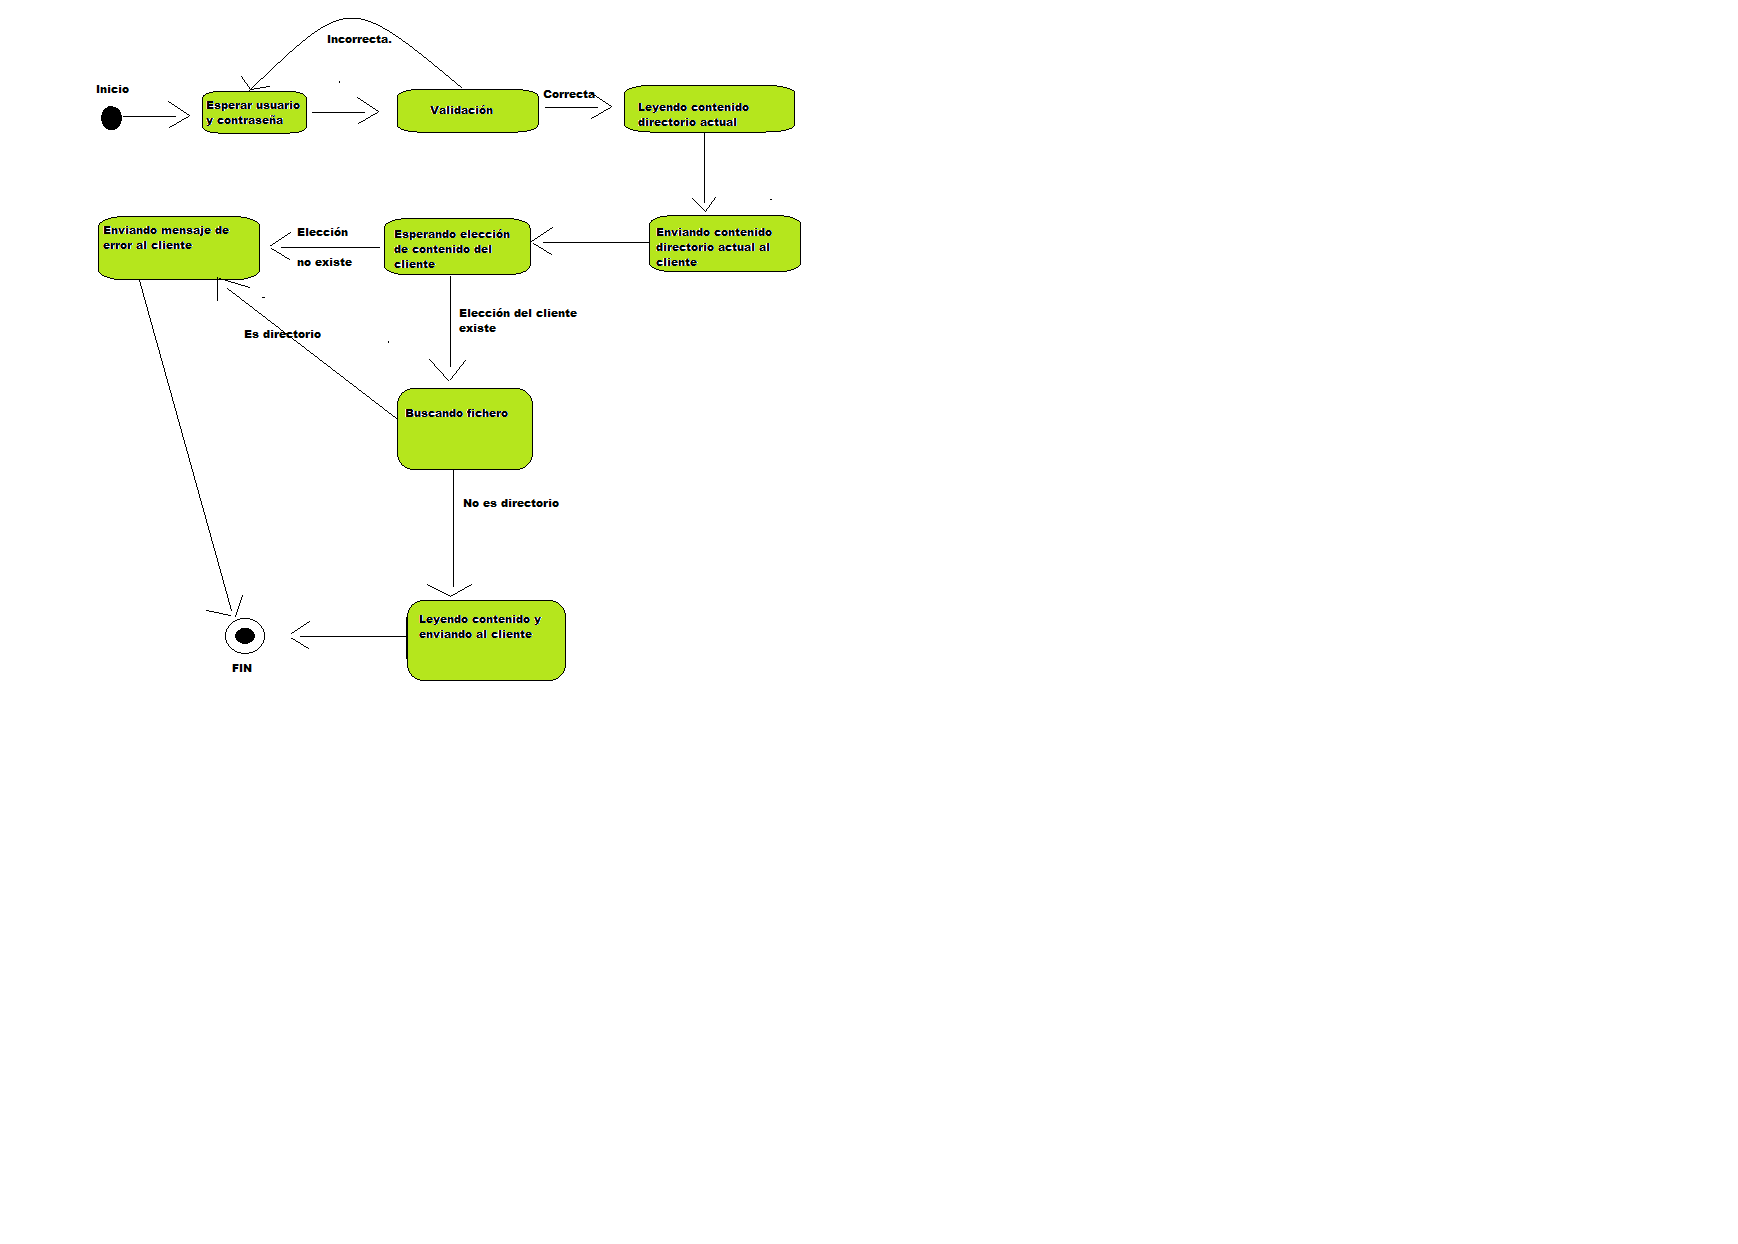 Incorrecta.
Inicio
Esperar usuario
y contraseña
Validación
Correcta
Leyendo contenido
directorio actual
Enviando mensaje de
error al cliente
Elección
no existe
Esperando elección
de contenido del
cliente
Enviando contenido
directorio actual al
cliente
Elección del cliente
existe
Es directorio
Buscando fichero
No es directorio
Leyendo contenido y
enviando al cliente
FIN